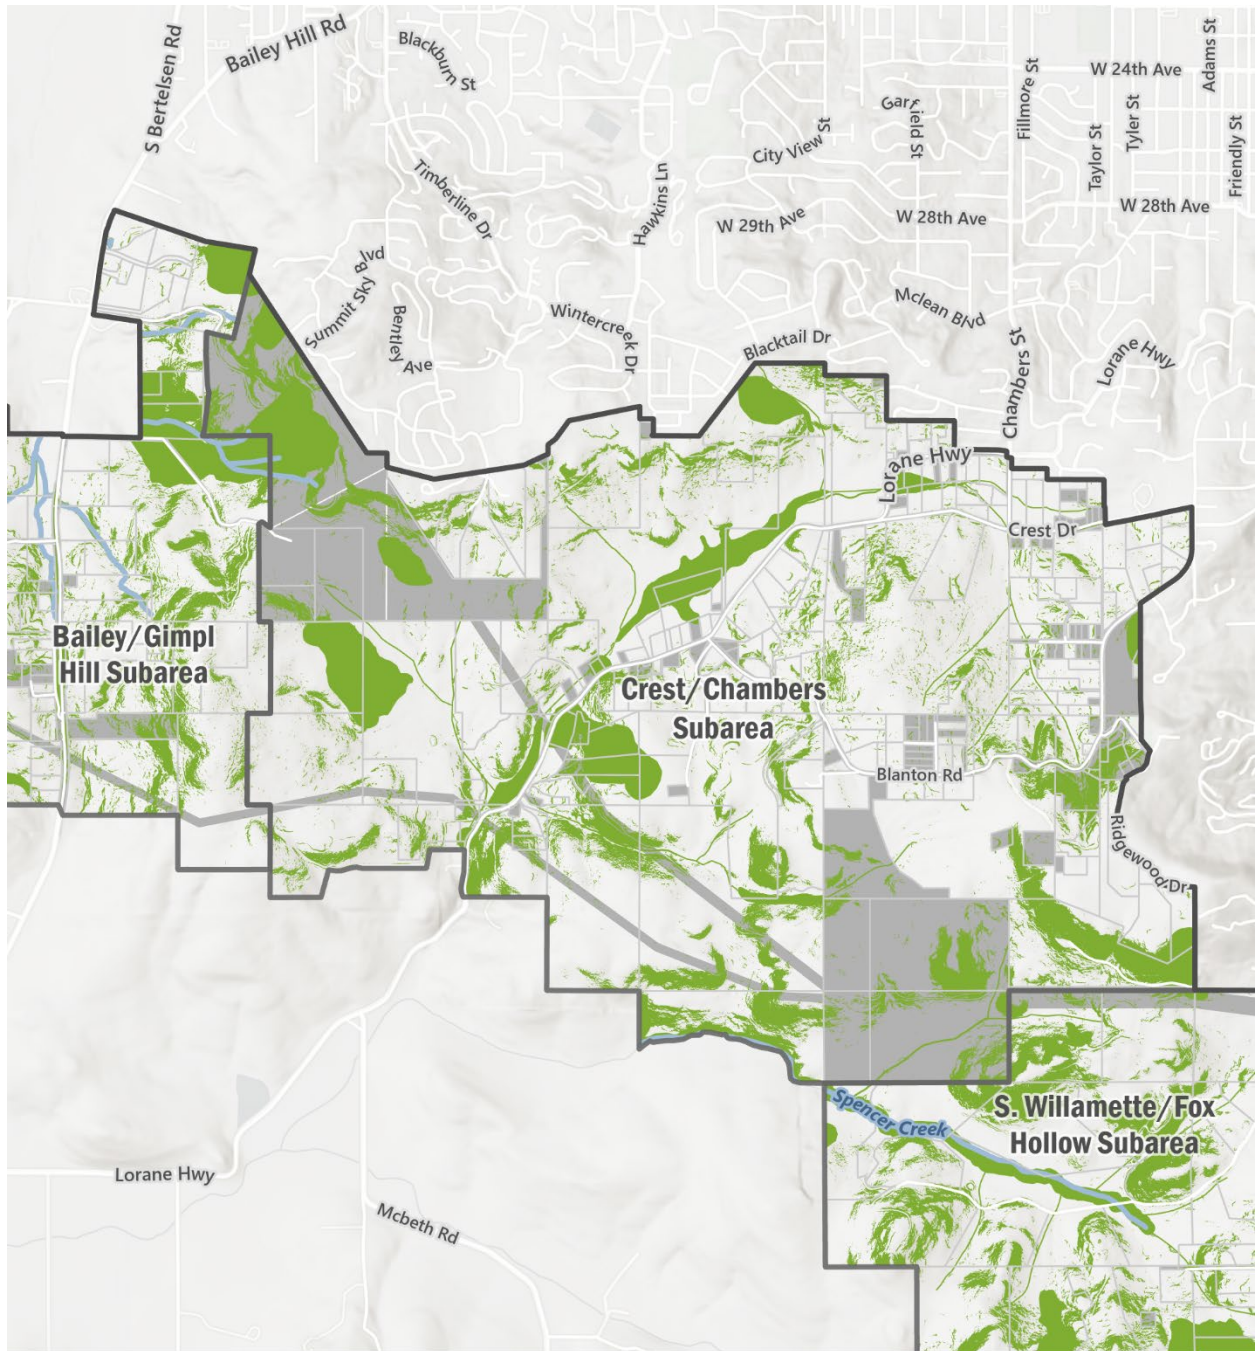 S Bertelsen Rd
Bailey Hill Rd
Blackburn St
Garfield St
Fillmore St
W 24th Ave
Adams St
Taylor St
Tyler St
Friendly St
City View St
Timberline Dr
Hawkins Ln
W 29th Ave
W 28th Ave
W 28th Ave
Summit Sky Blvd
Bentley Ave
Wintercreek Dr
Blacktail Dr
Mclean Blvd
Chambers St
Lorane Hwy
Lorane Hwy
Crest Dr
Bailey/Gimpl
Hill Subarea
Crest/Chambers
Subarea
Blanton Rd
Ridgewood Dr
Spencer Creek
S. Willamette/Fox
Hollow Subarea
Lorane Hwy
Mcbeth Rd